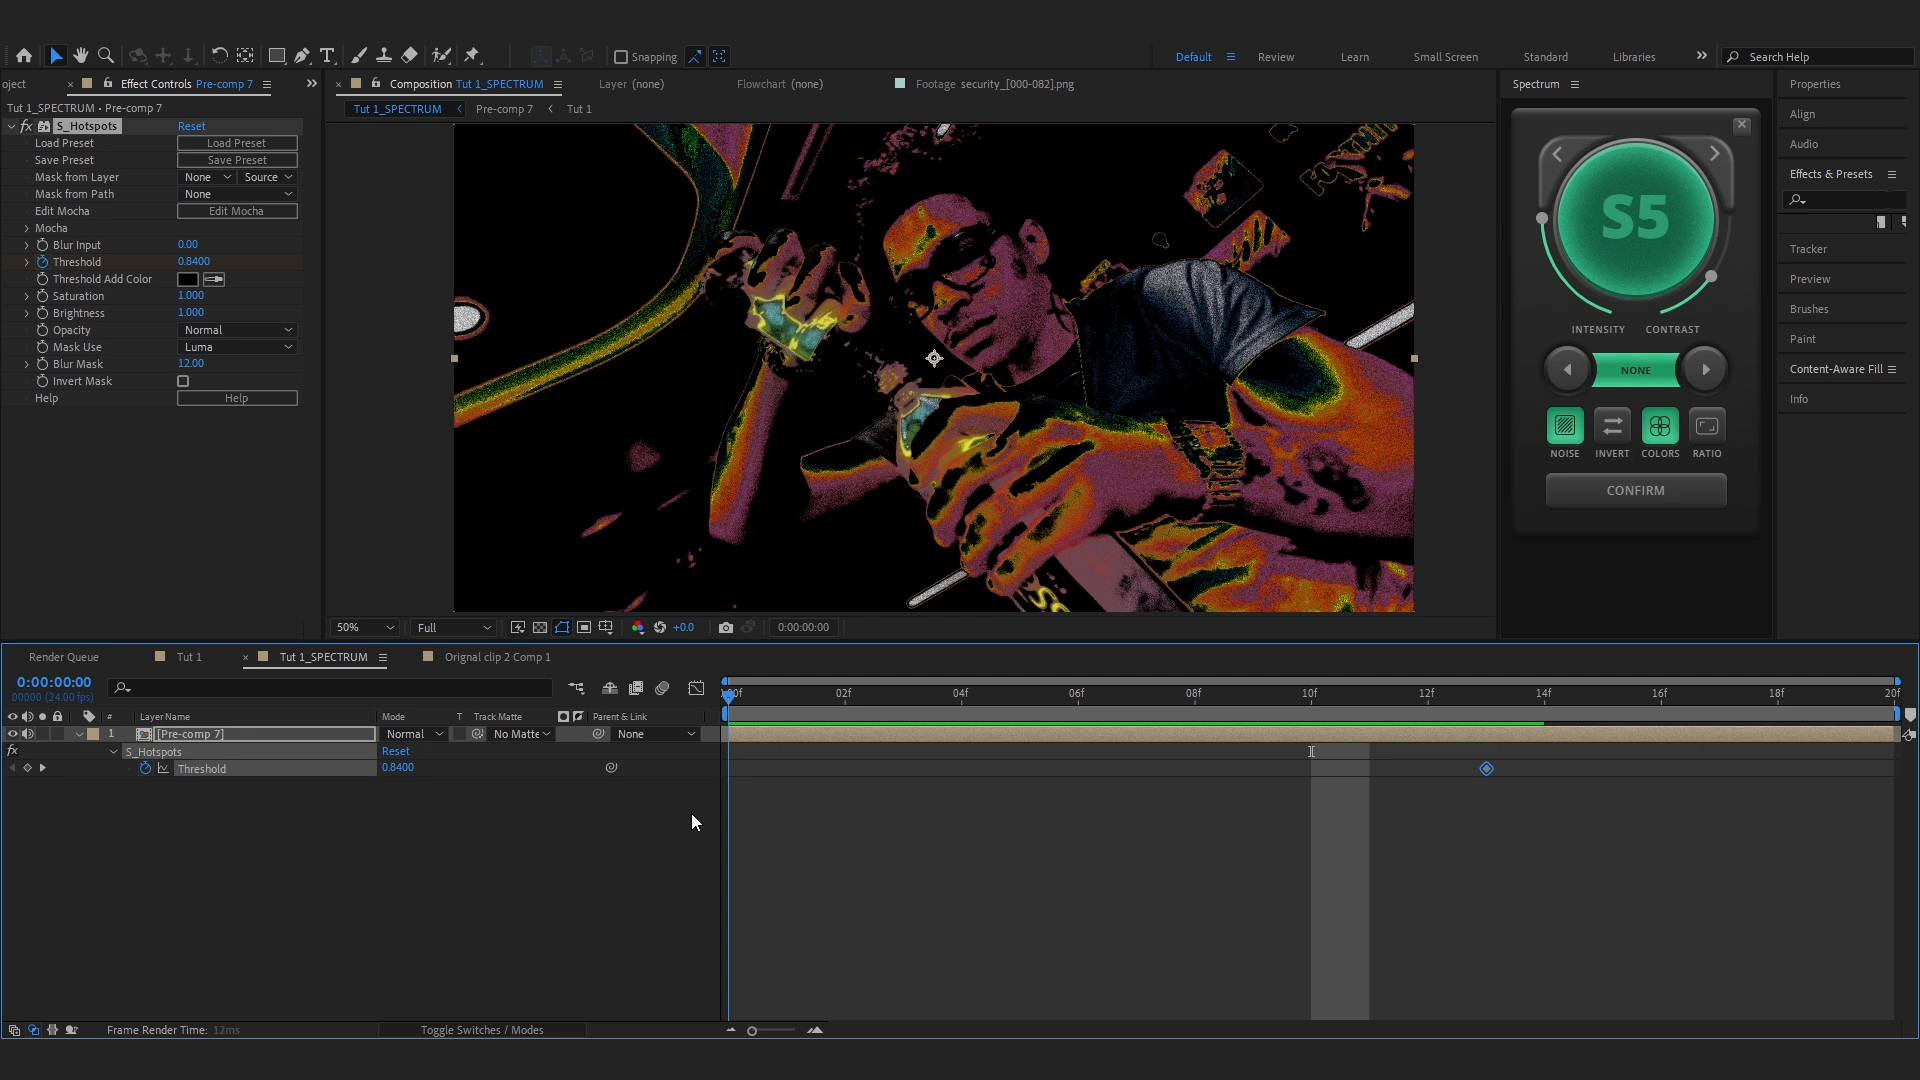 Snapping
Default
Review
Learn
Small Screen
Standard
Libraries
Search Help
oject
Effect Controls Pre-comp 7
Composition Tut 1_SPECTRUM
Layer (none)
Flowchart (none)
Footage security_[000-082].png
Spectrum
Properties
Tut 1_SPECTRUM • Pre-comp 7
Tut 1_SPECTRUM
Pre-comp 7
Tut 1
Align
fx S_Hotspots Reset
Load Preset Load Preset
Save Preset Save Preset
Mask from Layer None Source
Mask from Path None
Edit Mocha Edit Mocha
Mocha
Blur Input 0.00
Threshold 0.8400
Threshold Add Color
Saturation 1.000
Brightness 1.000
Opacity Normal
Mask Use Luma
Blur Mask 12.00
Invert Mask
Help Help
S5
INTENSITY CONTRAST
NONE
NOISE INVERT COLORS RATIO
CONFIRM
Audio
Effects & Presets
Tracker
Preview
Brushes
Paint
Content-Aware Fill
Info
50% Full +0.0 0:00:00:00
Render Queue
Tut 1
Tut 1_SPECTRUM
Orignal clip 2 Comp 1
0:00:00:00
00000 (24.00 fps)
02f 04f 06f 08f 10f 12f 14f 16f 18f 20f
# Layer Name Mode T Track Matte Parent & Link
1 [Pre-comp 7] Normal No Matte None
fx S_Hotspots Reset
Threshold 0.8400
Frame Render Time: 12ms
Toggle Switches / Modes